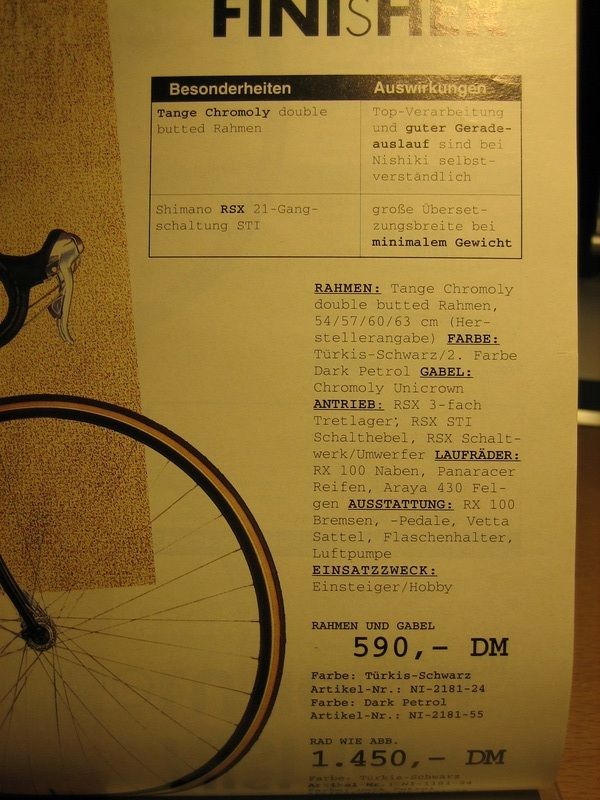 FINISHER
Besonderheiten Auswirkungen
Tange Chromoly double
butted Rahmen
Top-Verarbeitung
und guter Gerade-
auslauf sind bei
Nishiki selbst-
verständlich
Shimano RSX 21-Gang-
schaltung STI
große Überset-
zungsbreite bei
minimalem Gewicht
RAHMEN: Tange Chromoly
double butted Rahmen,
54/57/60/63 cm (Her-
stellerangabe) FARBE:
Türkis-Schwarz/2. Farbe
Dark Petrol GABEL:
Chromoly Unicrown
ANTRIEB: RSX 3-fach
Tretlager, RSX STI
Schalthebel, RSX Schalt-
werk/Umwerfer LAUFRÄDER:
RX 100 Naben, Panaracer
Reifen, Araya 430 Fel-
gen AUSSTATTUNG: RX 100
Bremsen, -Pedale, Vetta
Sattel, Flaschenhalter,
Luftpumpe
EINSATZZWECK:
Einsteiger/Hobby
RAHMEN UND GABEL
590,- DM
Farbe: Türkis-Schwarz
Artikel-Nr.: NI-2181-24
Farbe: Dark Petrol
Artikel-Nr.: NI-2181-55
RAD WIE ABB.
1.450,- DM
Farbe: Türkis-Schwarz